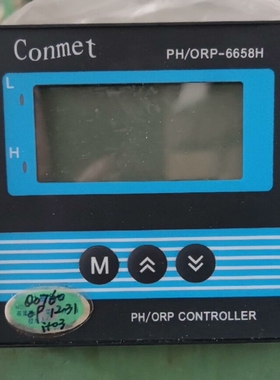 Conmet
PH/ORP-6658H
L
H
M
PH/ORP CONTROLLER